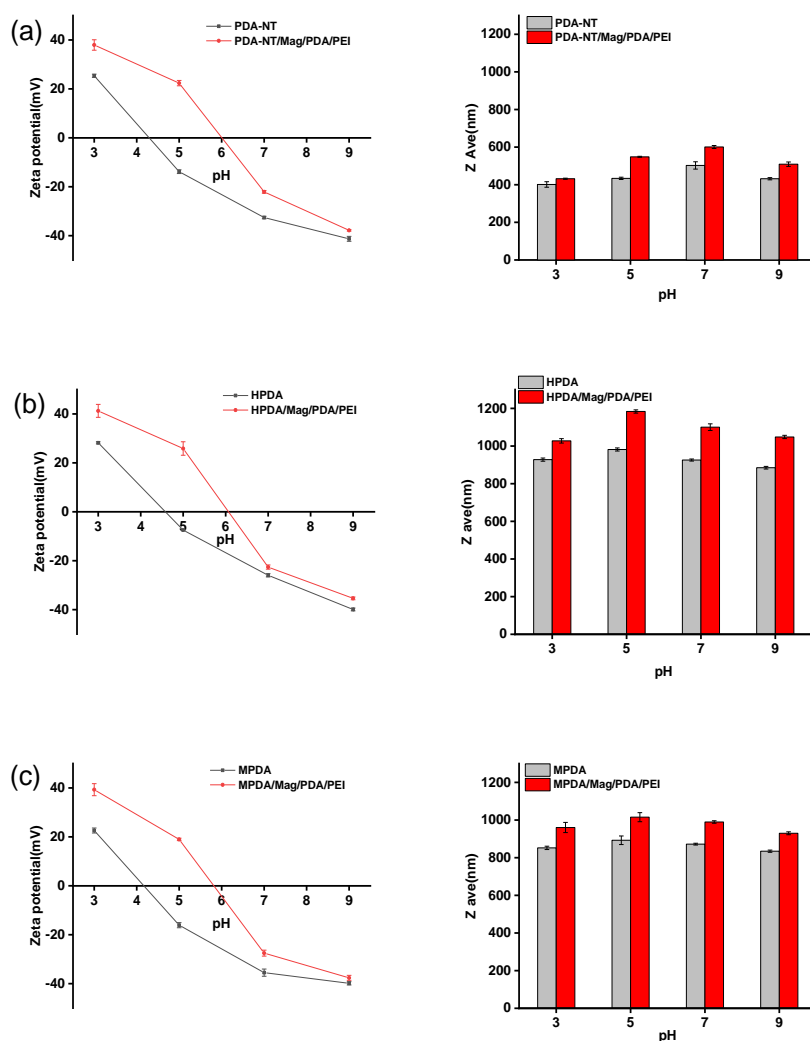 (a)
PDA-NT
PDA-NT/Mag/PDA/PEI
40
20
0
-20
-40
3 4 5 6 7 8 9
pH
Zeta potential(mV)
PDA-NT
PDA-NT/Mag/PDA/PEI
1200
1000
800
600
400
200
0
3 5 7 9
pH
Z Ave(nm)
(b)
HPDA
HPDA/Mag/PDA/PEI
40
20
0
-20
-40
3 4 5 6 7 8 9
pH
Zeta potential(mV)
HPDA
HPDA/Mag/PDA/PEI
1200
1000
800
600
400
200
0
3 5 7 9
pH
Z ave(nm)
(c)
MPDA
MPDA/Mag/PDA/PEI
40
20
0
-20
-40
3 4 5 6 7 8 9
pH
Zeta potential(mV)
MPDA
MPDA/Mag/PDA/PEI
1200
1000
800
600
400
200
0
3 5 7 9
pH
Z ave(nm)